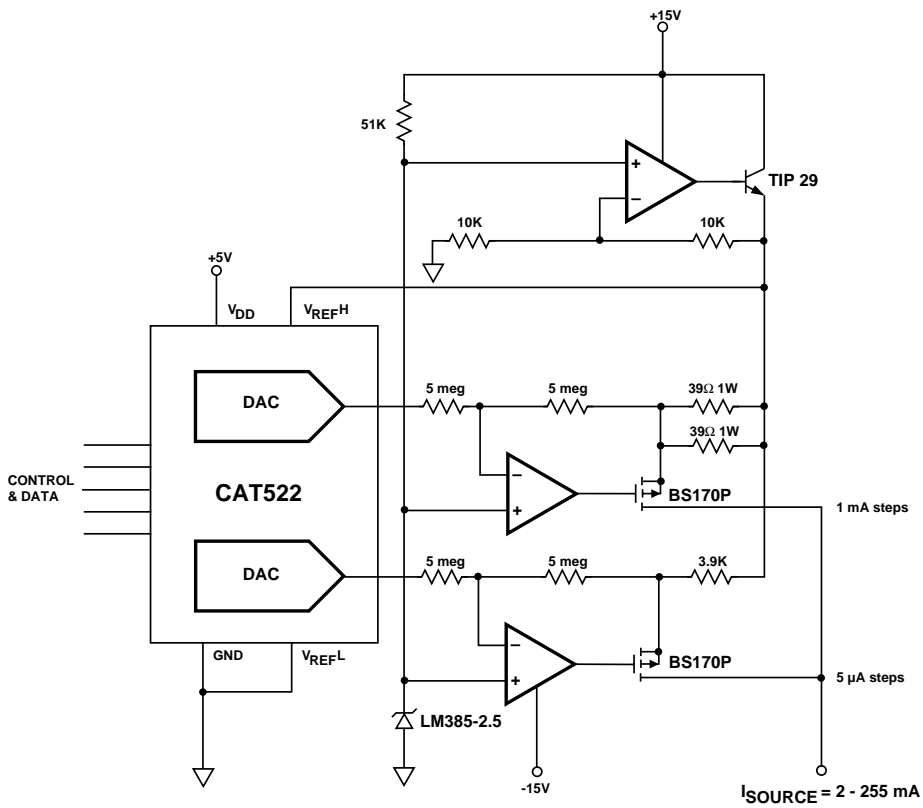 +15V
51K
+
−
TIP 29
10K
10K
+5V
VDD
VREFH
5 meg
5 meg
39Ω 1W
DAC
39Ω 1W
CONTROL
& DATA
CAT522
−
+
BS170P
1 mA steps
5 meg
5 meg
3.9K
DAC
−
+
BS170P
GND
VREFL
5 µA steps
LM385-2.5
-15V
ISOURCE = 2 - 255 mA